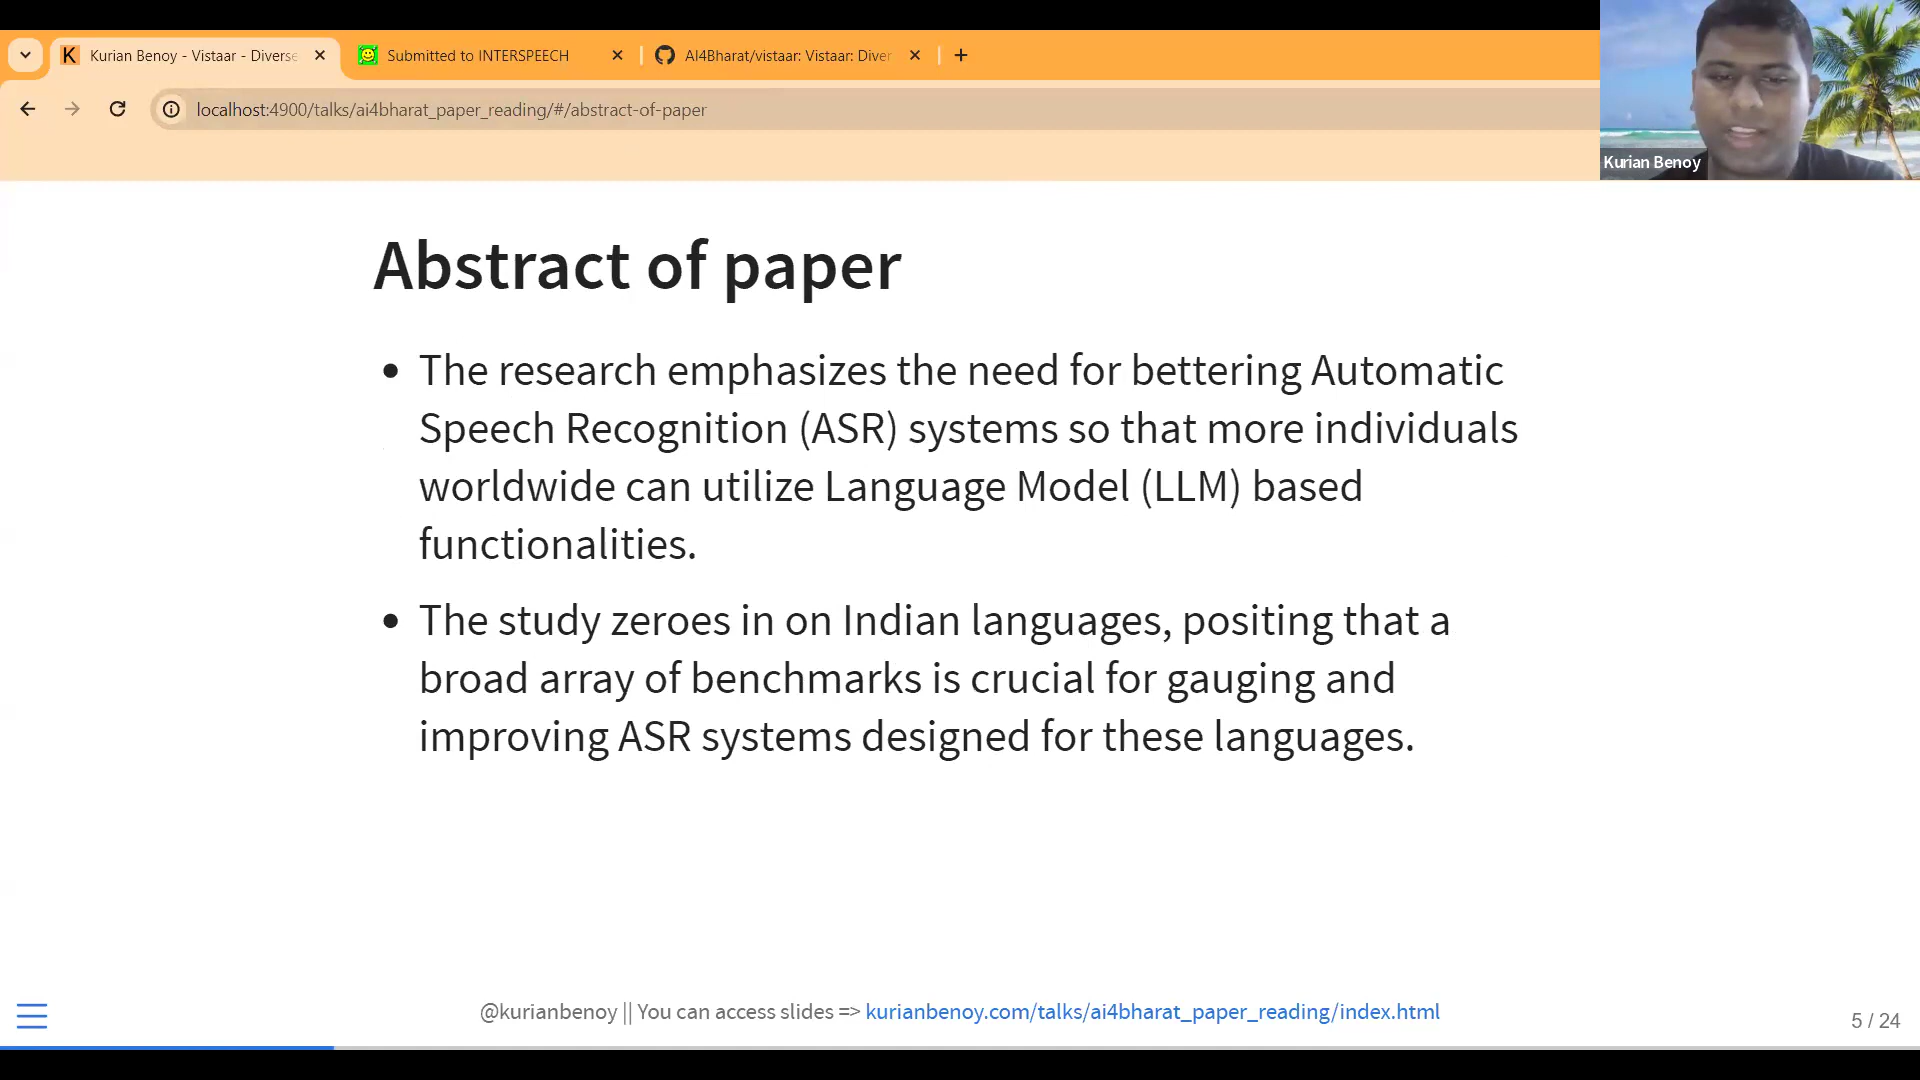 Kurian Benoy - Vistaar - Diverse
Submitted to INTERSPEECH
AI4Bharat/vistaar: Vistaar: Diver
localhost:4900/talks/ai4bharat_paper_reading/#/abstract-of-paper
Kurian Benoy
Abstract of paper
• The research emphasizes the need for bettering Automatic
Speech Recognition (ASR) systems so that more individuals
worldwide can utilize Language Model (LLM) based
functionalities.
• The study zeroes in on Indian languages, positing that a
broad array of benchmarks is crucial for gauging and
improving ASR systems designed for these languages.
@kurianbenoy || You can access slides => kurianbenoy.com/talks/ai4bharat_paper_reading/index.html
5 / 24